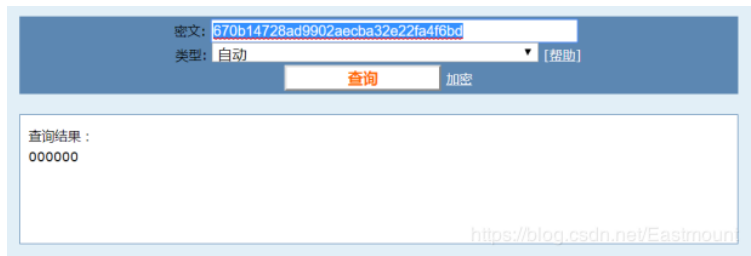 密文: 670b14728ad9902aecba32e22fa4f6bd
类型: 自动 ▼ [帮助]
查询 加密
查询结果：
000000
https://blog.csdn.net/Eastmount